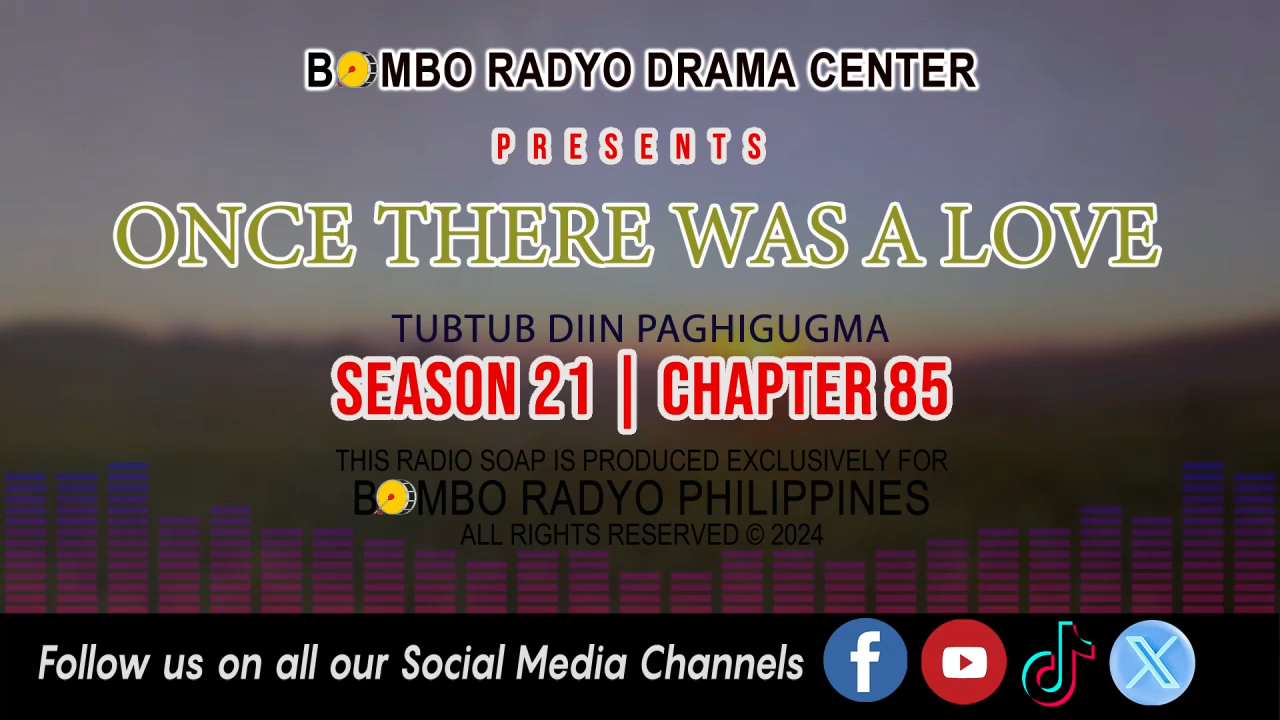 BOMBO RADYO DRAMA CENTER
PRESENTS
ONCE THERE WAS A LOVE
TUBTUB DIIN PAGHIGUGMA
SEASON 21 | CHAPTER 85
THIS RADIO SOAP IS PRODUCED EXCLUSIVELY FOR
BOMBO RADYO PHILIPPINES
ALL RIGHTS RESERVED © 2024
Follow us on all our Social Media Channels